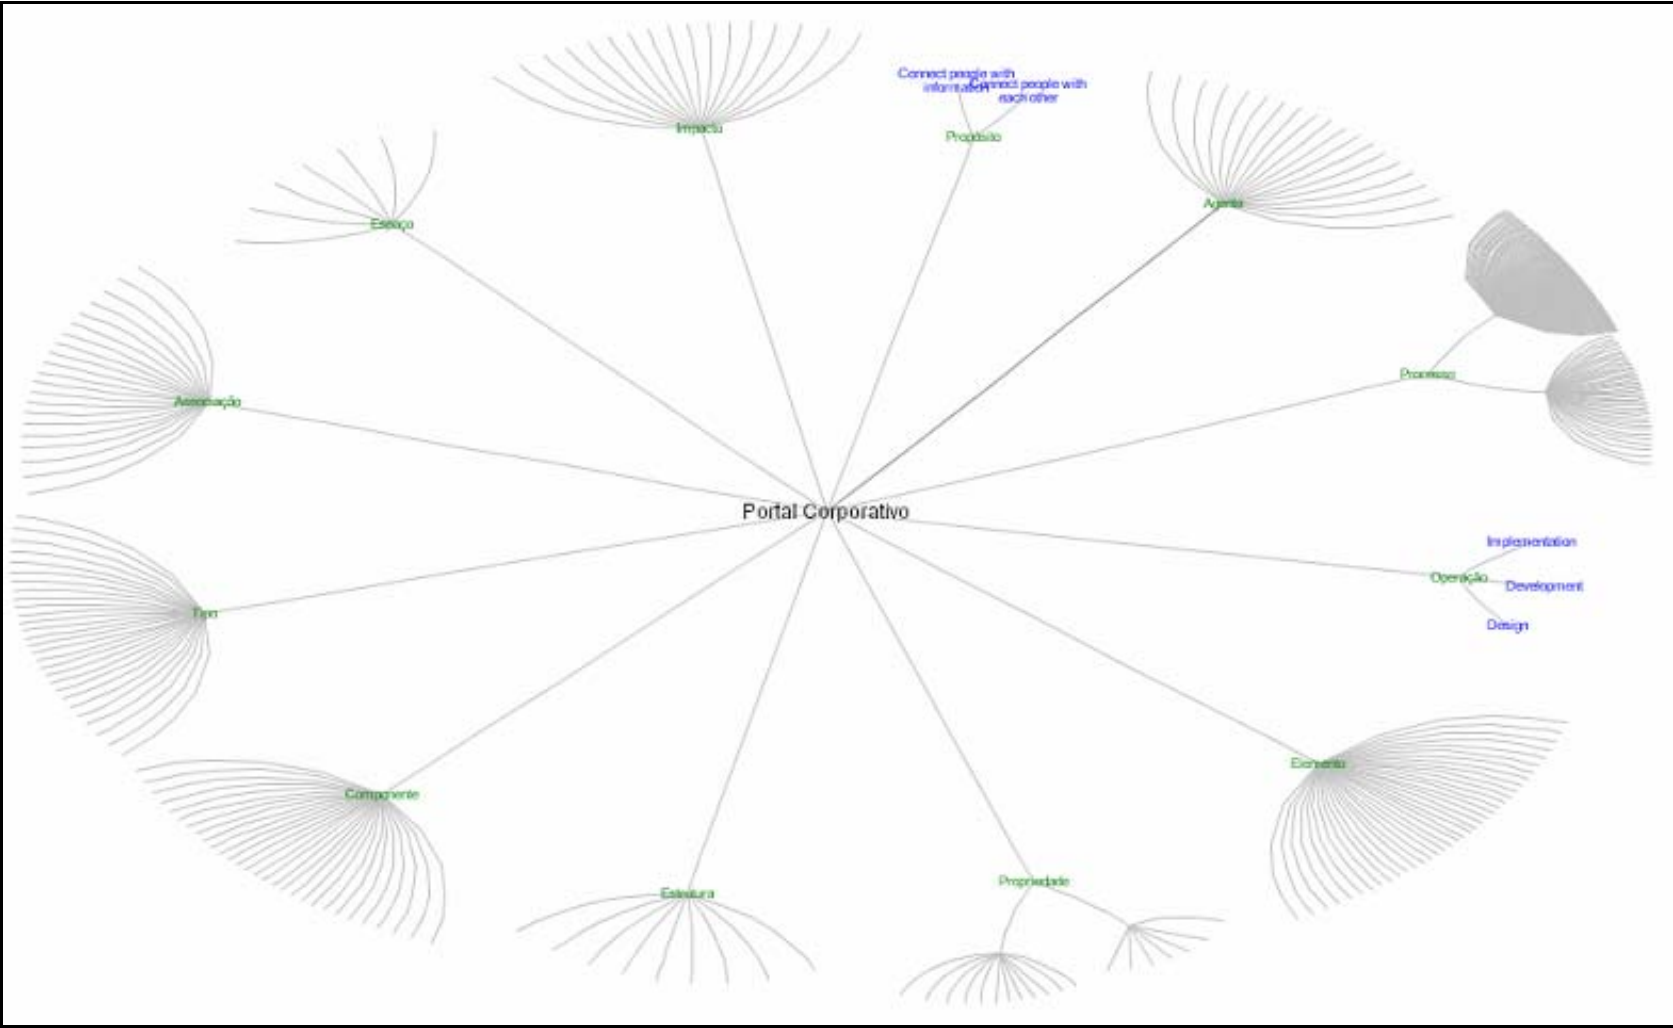 Connect people with
information
Connect people with
each other
Impacto
Propósito
Agente
Espaço
Processo
Associação
Portal Corporativo
Implementation
Operação
Development
Tipo
Design
Elemento
Componente
Propriedade
Estrutura